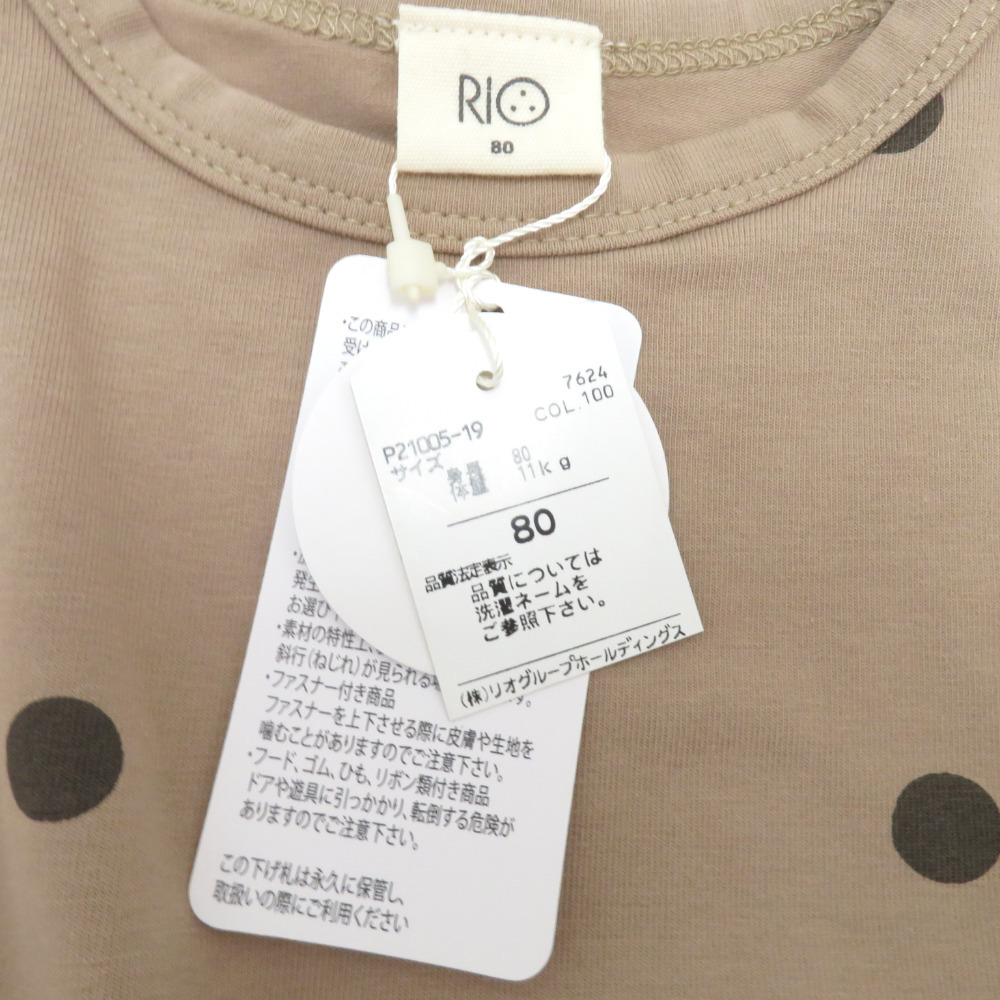 RiO
80
7624
COL.100
P21005-19
サイズ
身長 80
体重 11kg
80
品質法定表示
品質については
洗濯ネームを
ご参照下さい。
(株)リオグループホールディングス
・この商品
受け
発生
お選び
・素材の特性上、
斜行(ねじれ)が見られる
・ファスナー付き商品
ファスナーを上下させる際に皮膚や生地を
噛むことがありますのでご注意下さい。
・フード、ゴム、ひも、リボン類付き商品
ドアや遊具に引っかかり、転倒する危険が
ありますのでご注意下さい。
この下げ札は永久に保管し、
取扱いの際にご利用ください